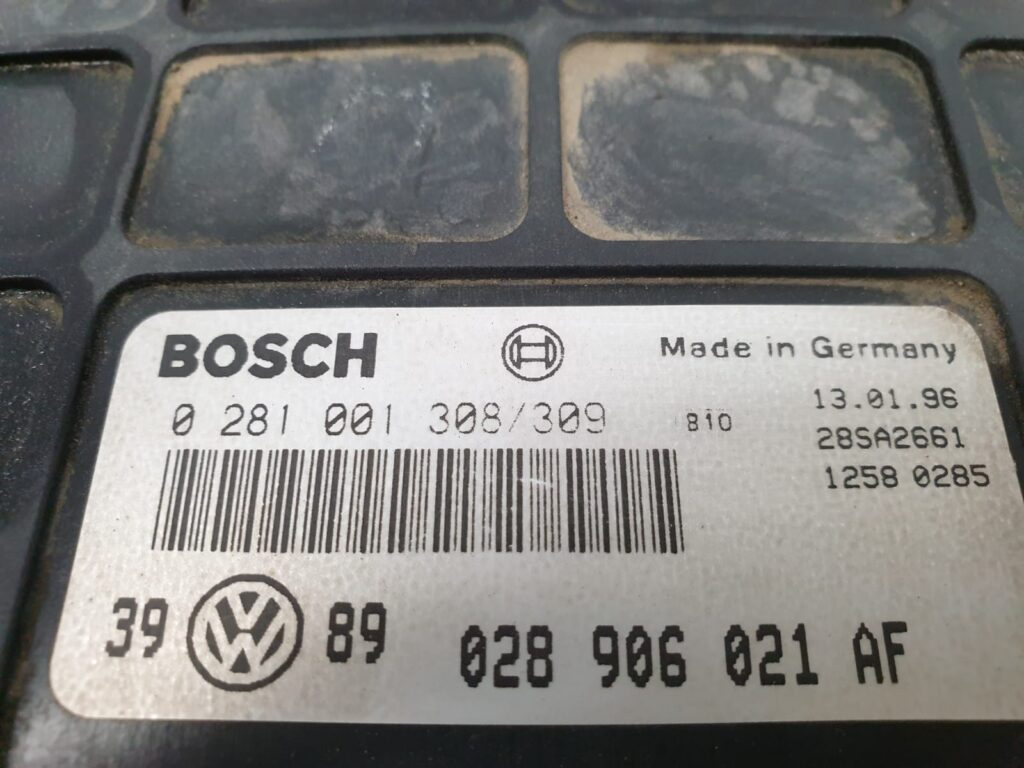 BOSCH
Made in Germany
0 281 001 308/309 810
13.01.96
28SA2661
1258 0285
39 VW 89 028 906 021 AF